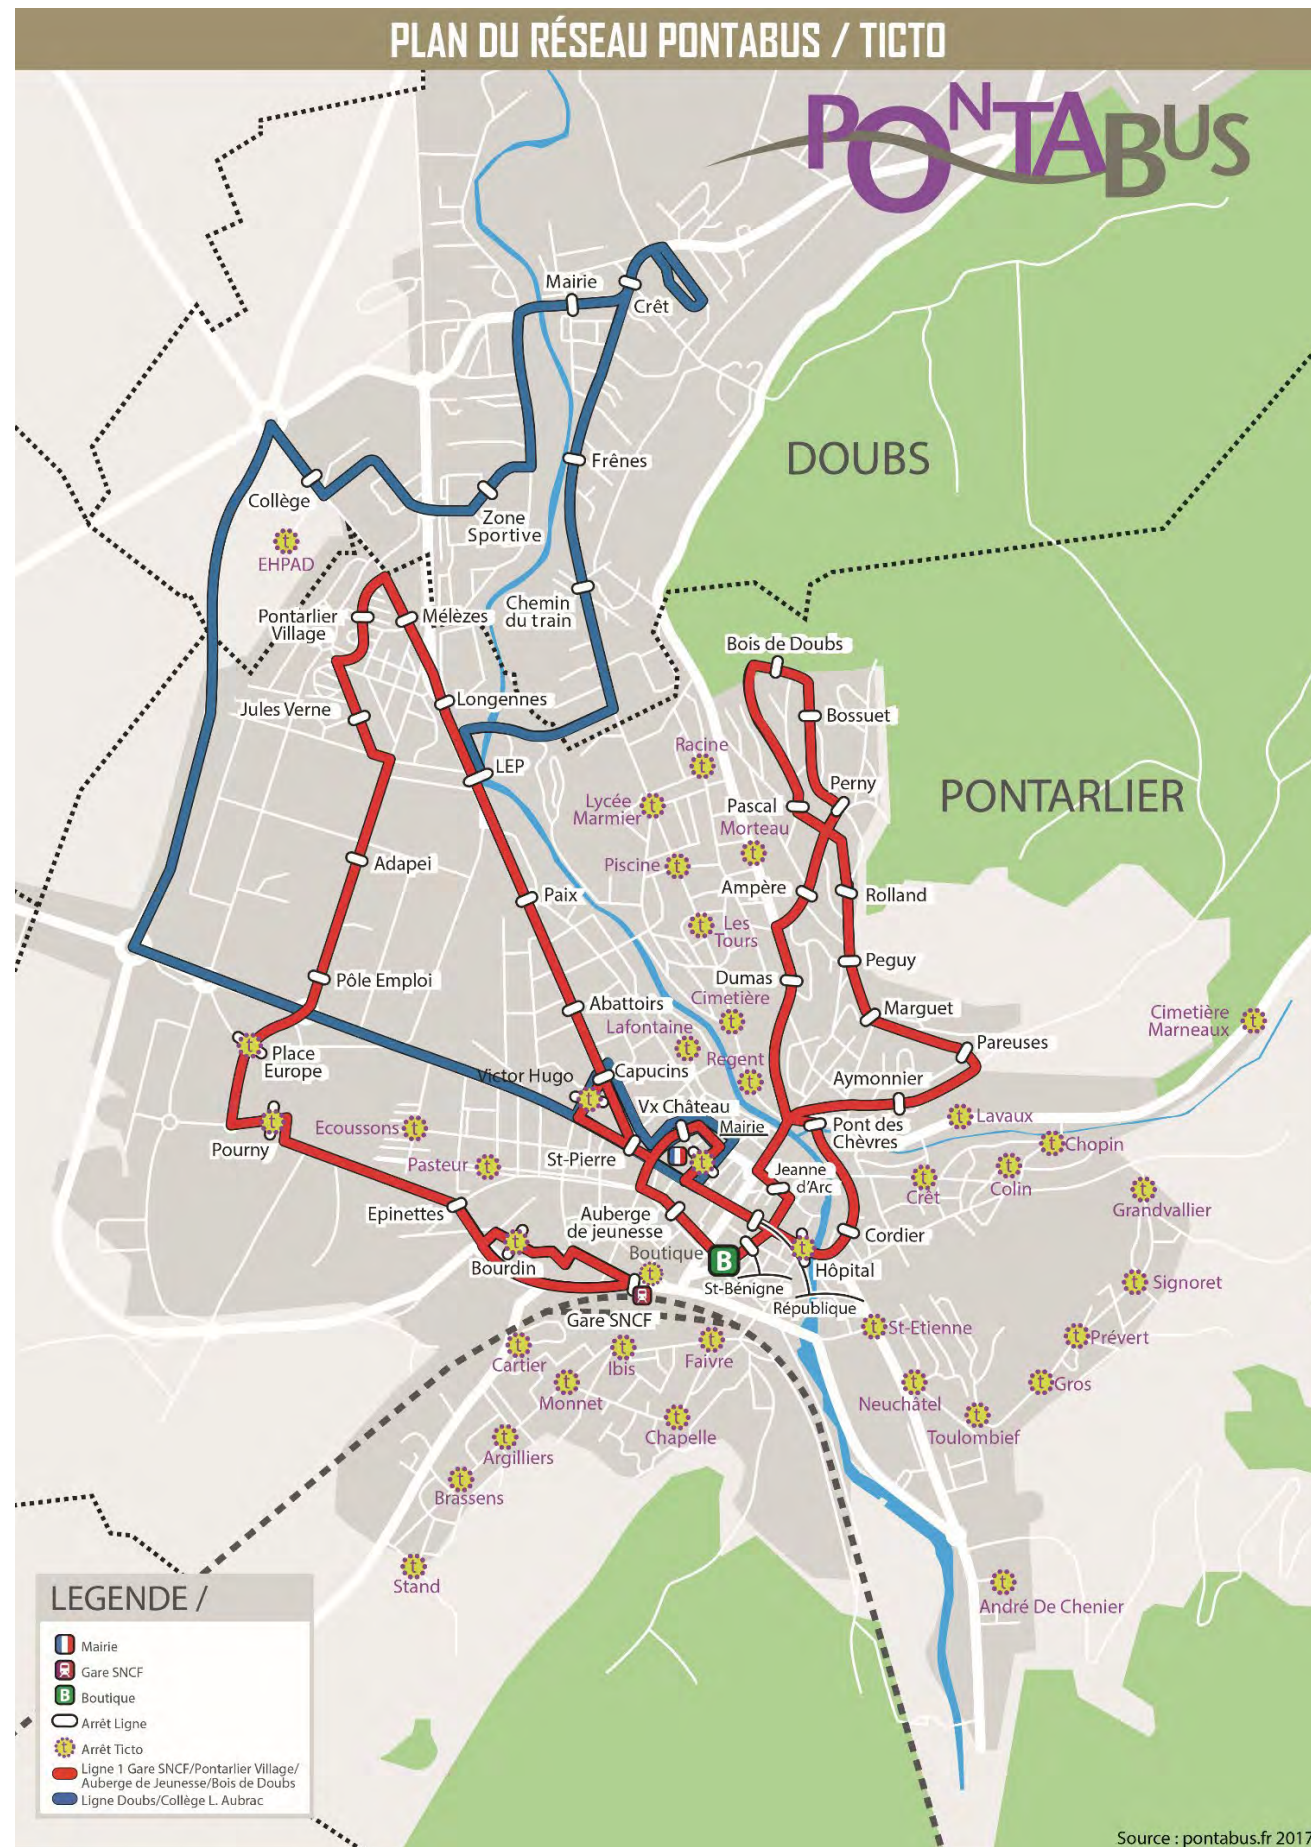 PLAN DU RÉSEAU PONTABUS / TICTO
PONTABUS
Mairie
Crêt
DOUBS
Frênes
Collège
Zone
Sportive
EHPAD
Chemin
du train
Pontarlier
Village
Mélèzes
Bois de Doubs
Longennes
Jules Verne
Bossuet
Racine
LEP
Perny
PONTARLIER
Lycée
Marmier
Pascal
Morteau
Adapei
Piscine
Ampère
Rolland
Paix
Les
Tours
Peguy
Dumas
Pôle Emploi
Cimetière
Abattoirs
Marguet
Cimetière
Marneaux
Lafontaine
Pareuses
Place
Europe
Regent
Victor Hugo
Capucins
Aymonnier
Vx Château
Mairie
Lavaux
Pont des
Chèvres
Ecoussons
Chopin
Pourny
St-Pierre
Pasteur
Jeanne
d'Arc
Crêt
Colin
Grandvallier
Epinettes
Auberge
de jeunesse
Cordier
Boutique
B
Bourdin
Hôpital
St-Bénigne
Signoret
République
Gare SNCF
St-Etienne
Prévert
Cartier
Ibis
Faivre
Monnet
Neuchâtel
Gros
Chapelle
Toulombief
Argilliers
Brassens
Stand
André De Chenier
LEGENDE /
Mairie
Gare SNCF
B Boutique
Arrêt Ligne
t Arrêt Ticto
Ligne 1 Gare SNCF/Pontarlier Village/
Auberge de Jeunesse/Bois de Doubs
Ligne Doubs/Collège L. Aubrac
Source : pontabus.fr 2017